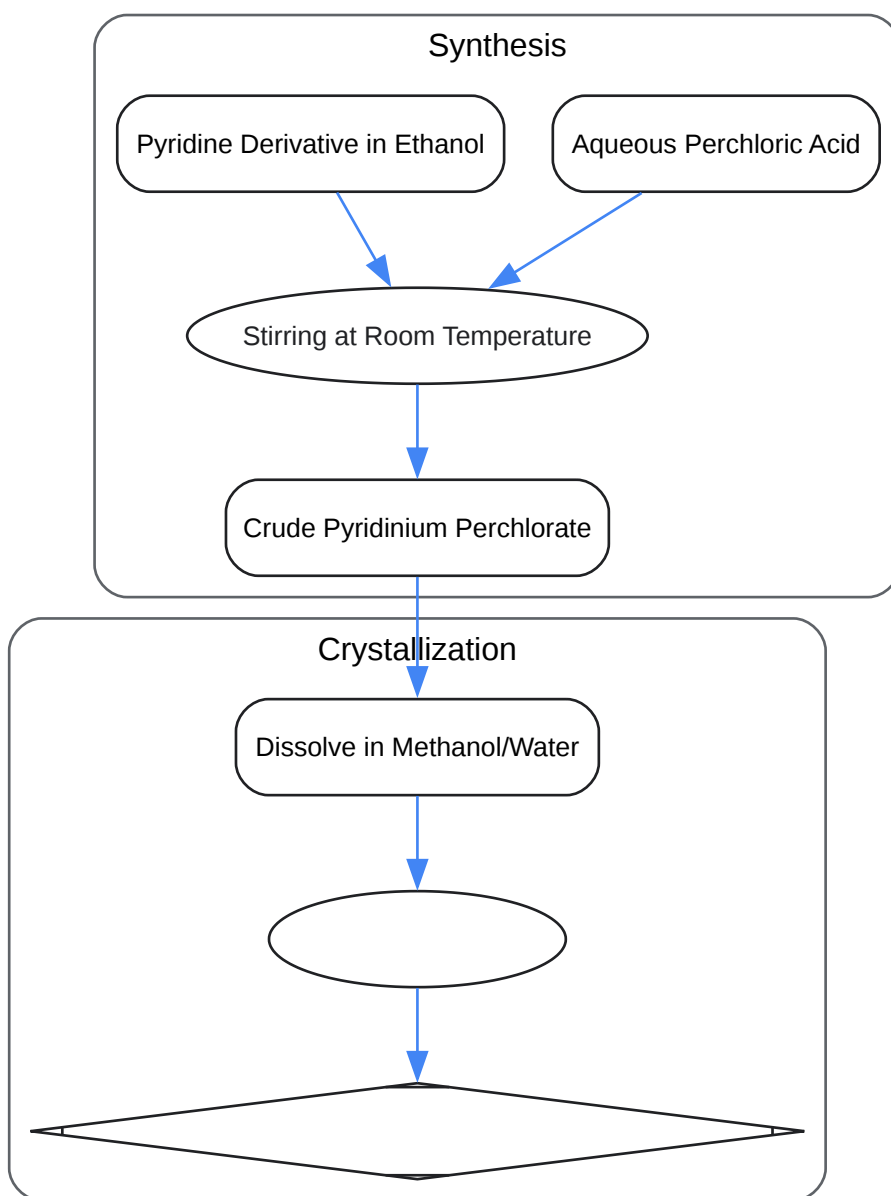 Synthesis
Pyridine Derivative in Ethanol
Aqueous Perchloric Acid
Stirring at Room Temperature
Crude Pyridinium Perchlorate
Crystallization
Dissolve in Methanol/Water